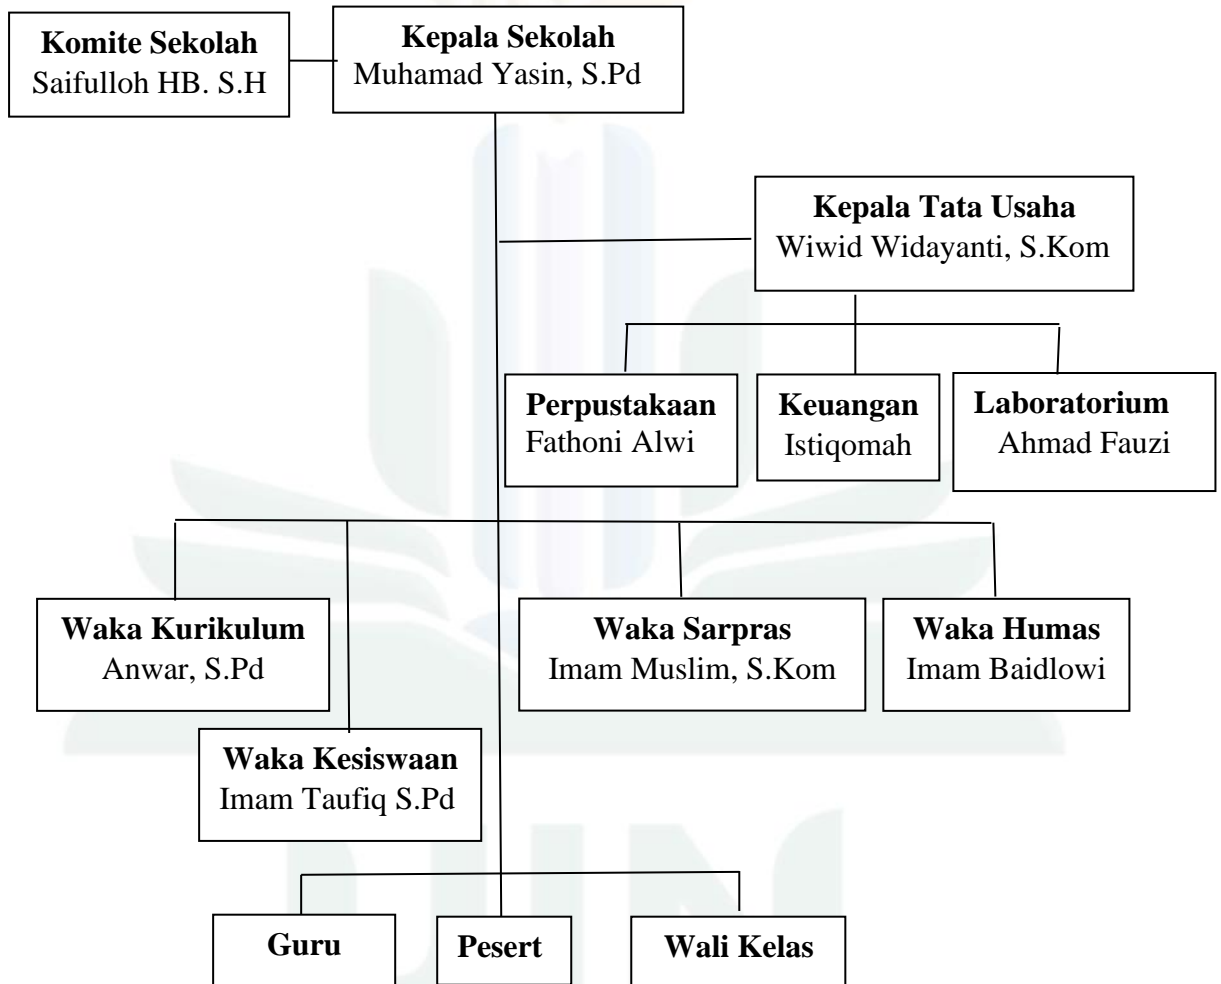 Komite Sekolah
Saifulloh HB. S.H
Kepala Sekolah
Muhamad Yasin, S.Pd
Kepala Tata Usaha
Wiwid Widayanti, S.Kom
Perpustakaan
Fathoni Alwi
Keuangan
Istiqomah
Laboratorium
Ahmad Fauzi
Waka Kurikulum
Anwar, S.Pd
Waka Sarpras
Imam Muslim, S.Kom
Waka Humas
Imam Baidlowi
Waka Kesiswaan
Imam Taufiq S.Pd
Guru
Pesert
Wali Kelas
UIN